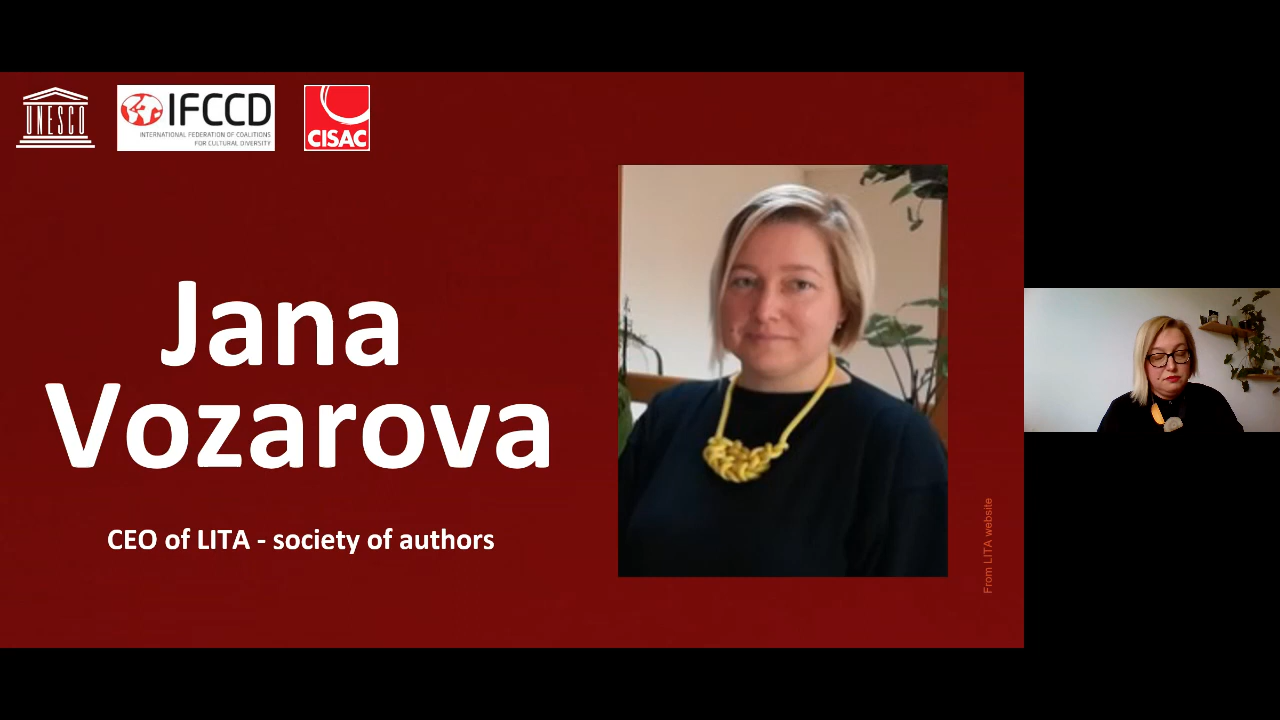 UNESCO
IFCCD
INTERNATIONAL FEDERATION OF COALITIONS
FOR CULTURAL DIVERSITY
CISAC
Jana
Vozarova
CEO of LITA - society of authors
From LITA website